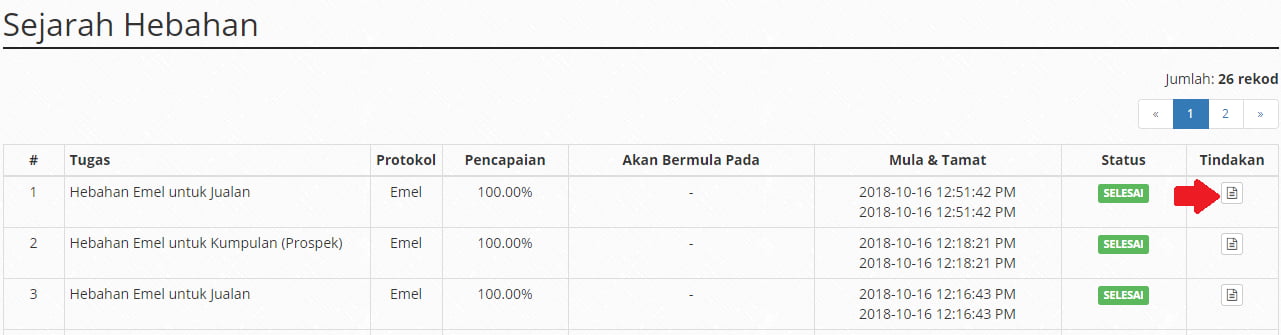 Sejarah Hebahan
Jumlah: 26 rekod
« 1 2 »
# Tugas Protokol Pencapaian Akan Bermula Pada Mula & Tamat Status Tindakan
1 Hebahan Emel untuk Jualan Emel 100.00% - 2018-10-16 12:51:42 PM SELESAI
2018-10-16 12:51:42 PM
2 Hebahan Emel untuk Kumpulan (Prospek) Emel 100.00% - 2018-10-16 12:18:21 PM SELESAI
2018-10-16 12:18:21 PM
3 Hebahan Emel untuk Jualan Emel 100.00% - 2018-10-16 12:16:43 PM SELESAI
2018-10-16 12:16:43 PM